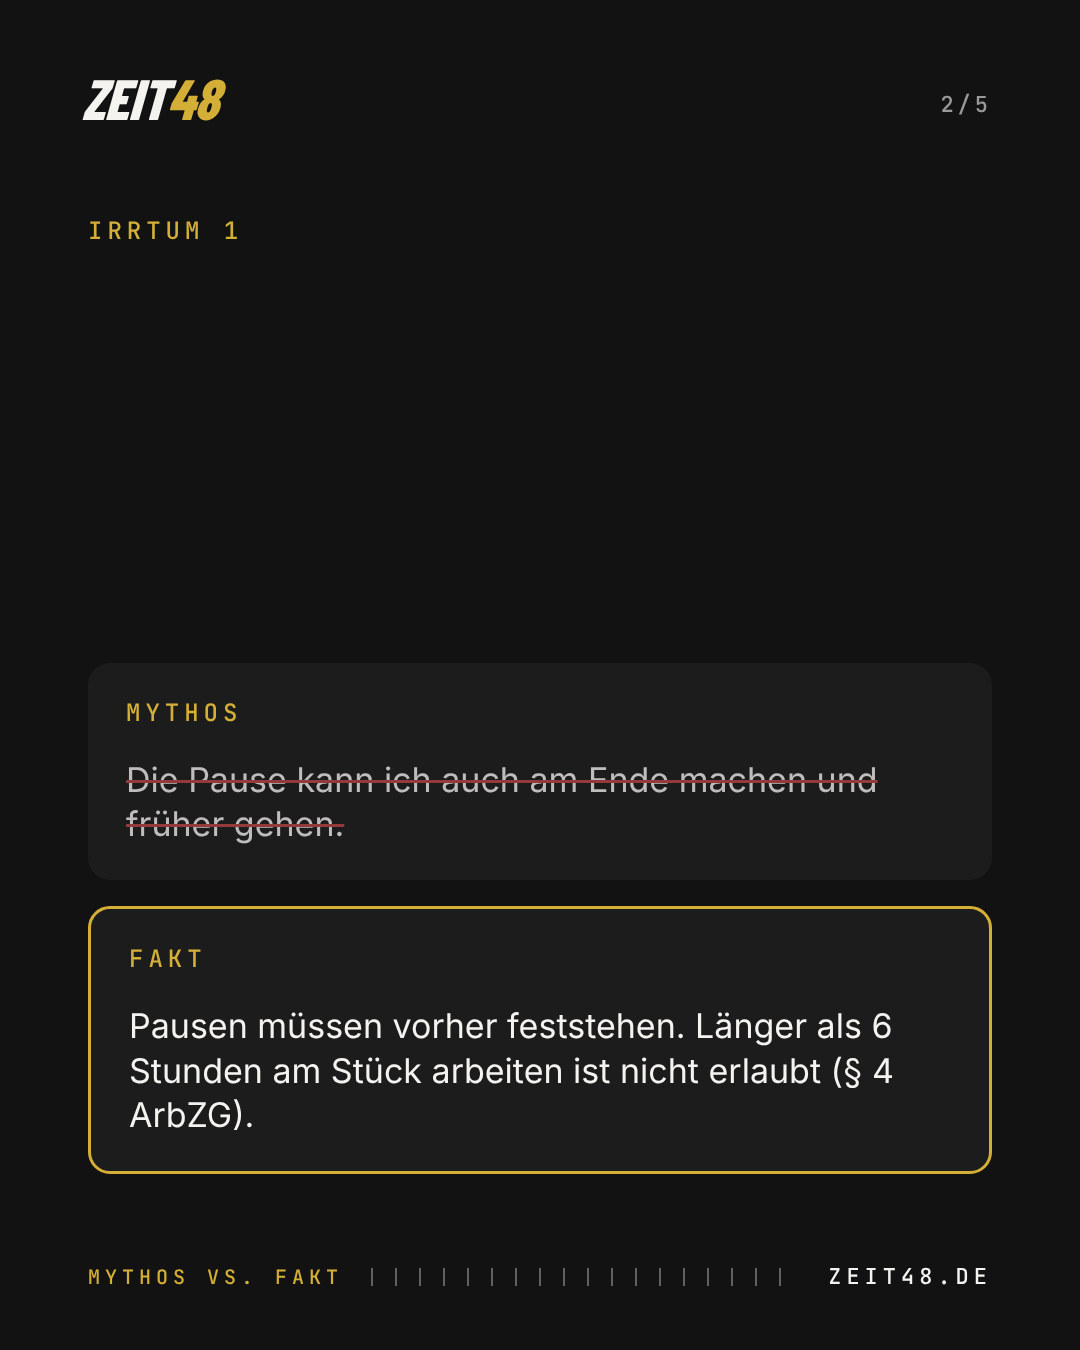 ZEIT48
2/5
IRRTUM 1
MYTHOS
Die Pause kann ich auch am Ende machen und
früher gehen.
FAKT
Pausen müssen vorher feststehen. Länger als 6
Stunden am Stück arbeiten ist nicht erlaubt (§ 4
ArbZG).
MYTHOS VS. FAKT
ZEIT48.DE